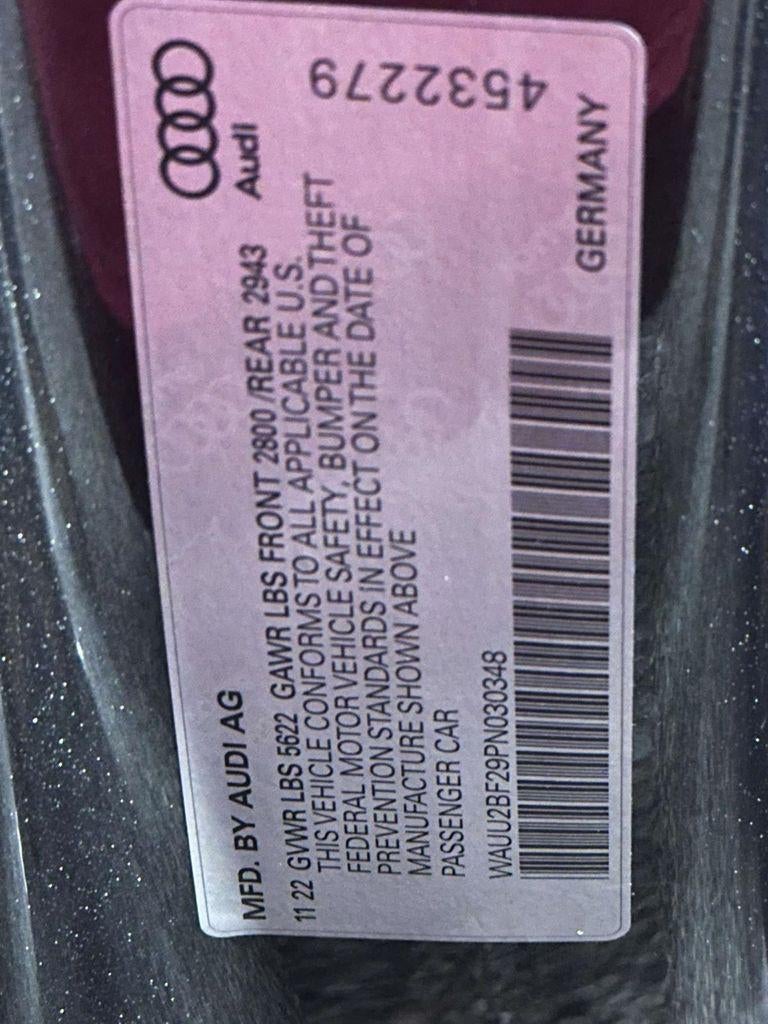 Audi
4532279
MFD. BY AUDI AG
11 22 GVWR LBS 5622 GAWR LBS FRONT 2800 /REAR 2943
THIS VEHICLE CONFORMS TO ALL APPLICABLE U.S.
FEDERAL MOTOR VEHICLE SAFETY, BUMPER AND THEFT
PREVENTION STANDARDS IN EFFECT ON THE DATE OF
MANUFACTURE SHOWN ABOVE
PASSENGER CAR
WAUU2BF29PN030348
GERMANY